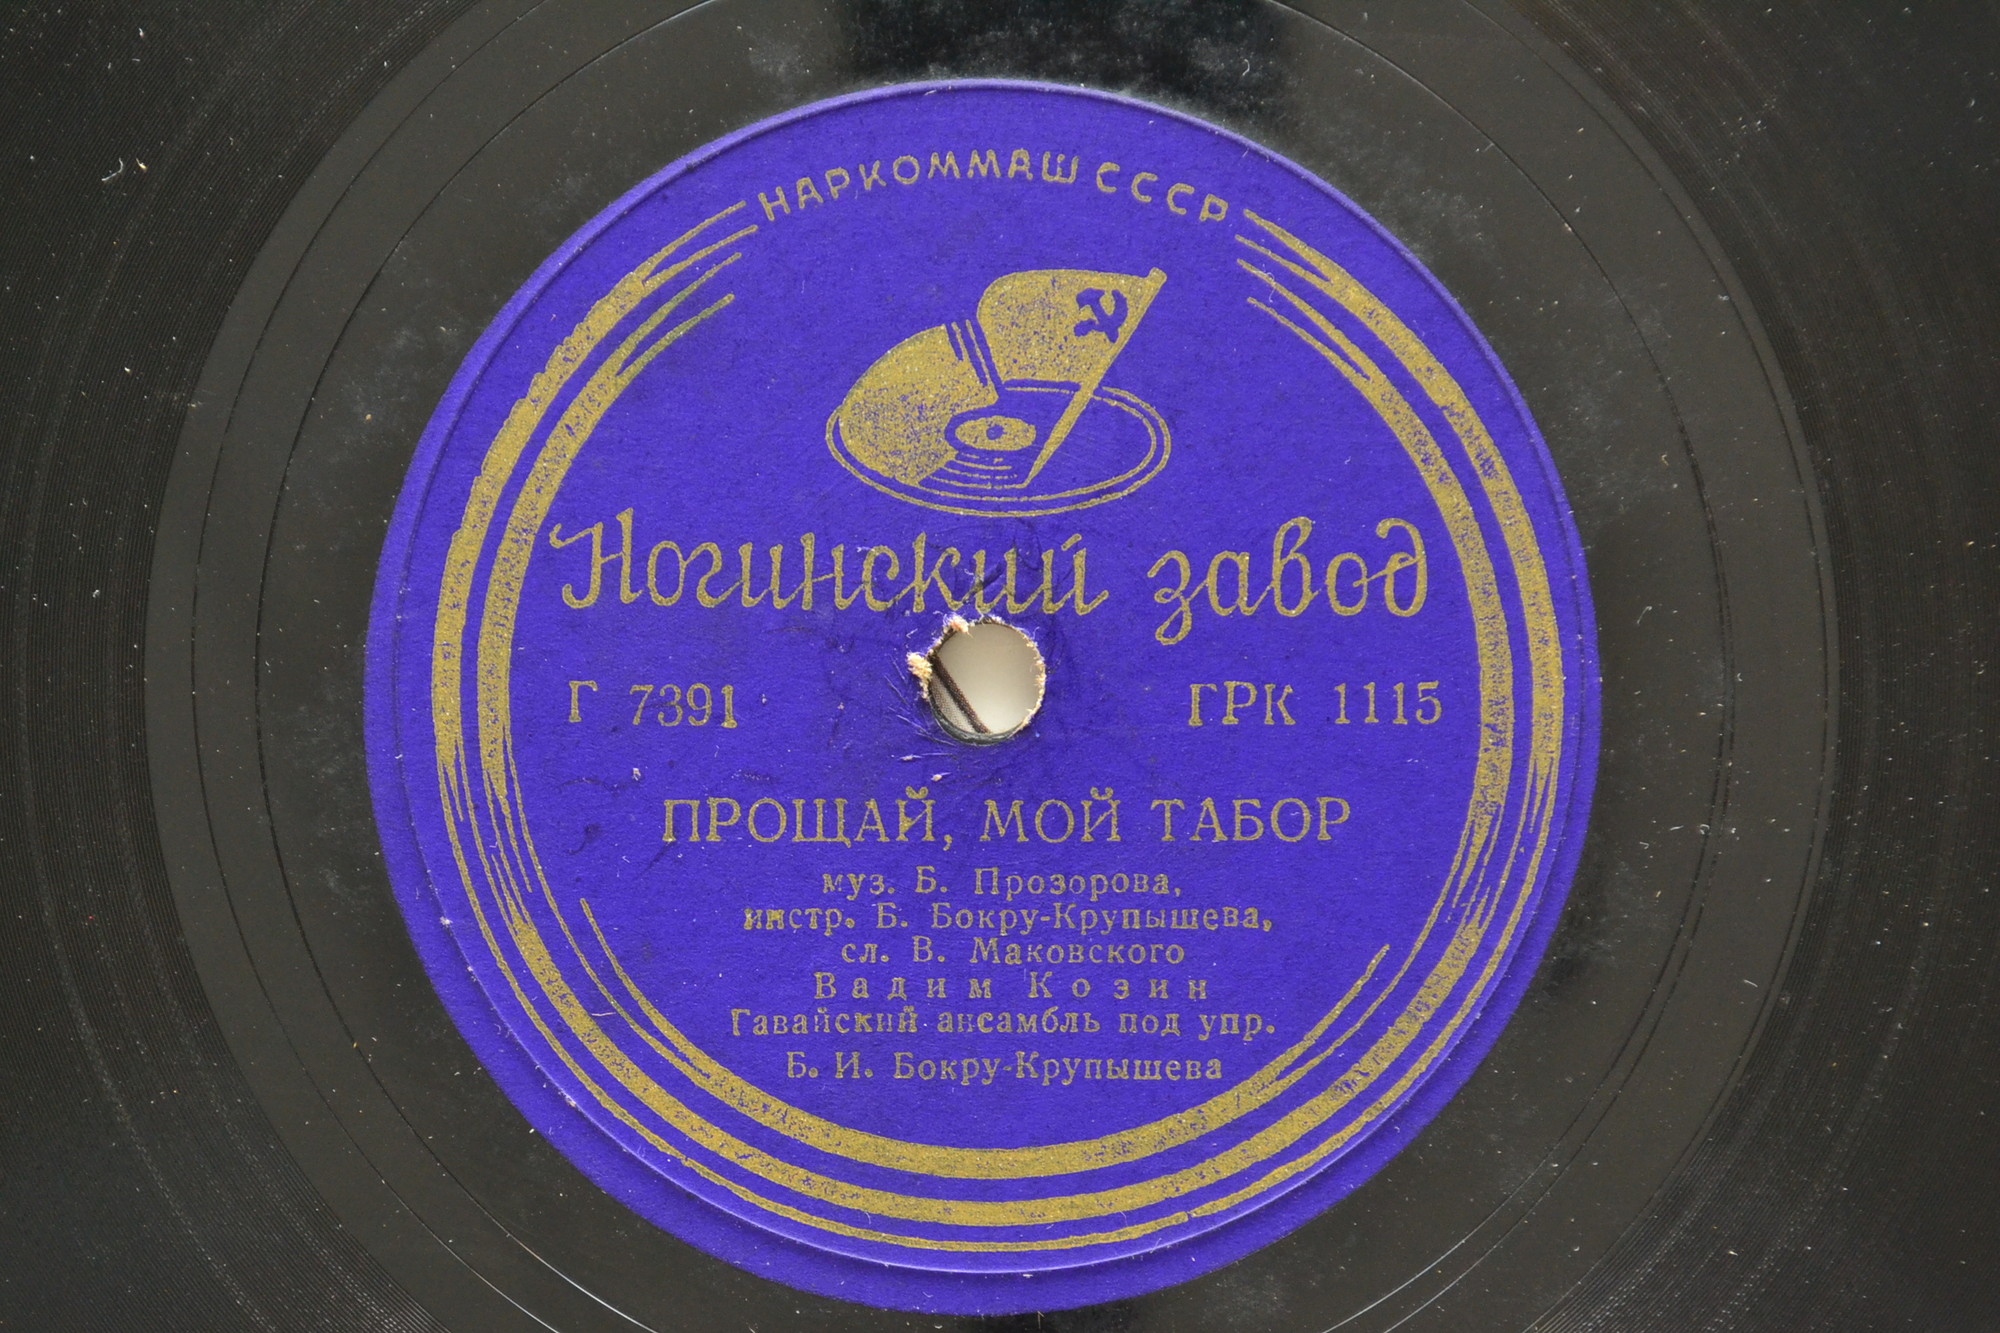 НАРКОММАШ СССР
Ногинский завод
Г 7391 ГРК 1115
ПРОЩАЙ, МОЙ ТАБОР
муз. Б. Прозорова,
инстр. Б. Бокру-Крупышева,
сл. В. Маковского
Вадим Козин
Гавайский ансамбль под упр.
Б. И. Бокру-Крупышева